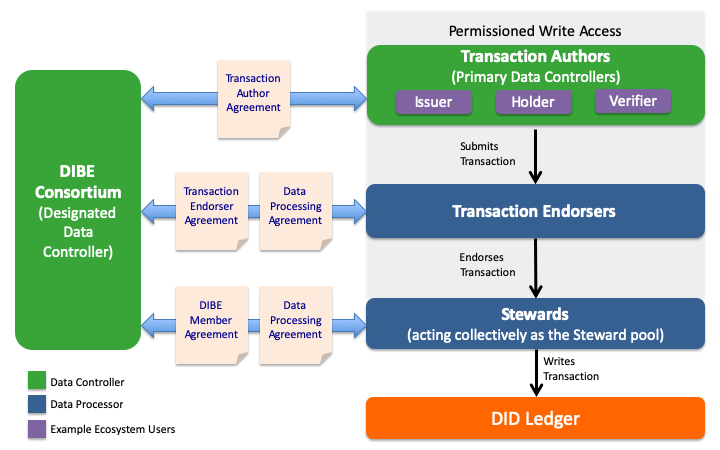 Permissioned Write Access
Transaction Authors
(Primary Data Controllers)
Issuer
Holder
Verifier
Transaction
Author
Agreement
Submits
Transaction
DIBE
Consortium
(Designated
Data
Controller)
Transaction
Endorser
Agreement
Data
Processing
Agreement
Transaction Endorsers
Endorses
Transaction
DIBE
Member
Agreement
Data
Processing
Agreement
Stewards
(acting collectively as the Steward pool)
Writes
Transaction
DID Ledger
Data Controller
Data Processor
Example Ecosystem Users